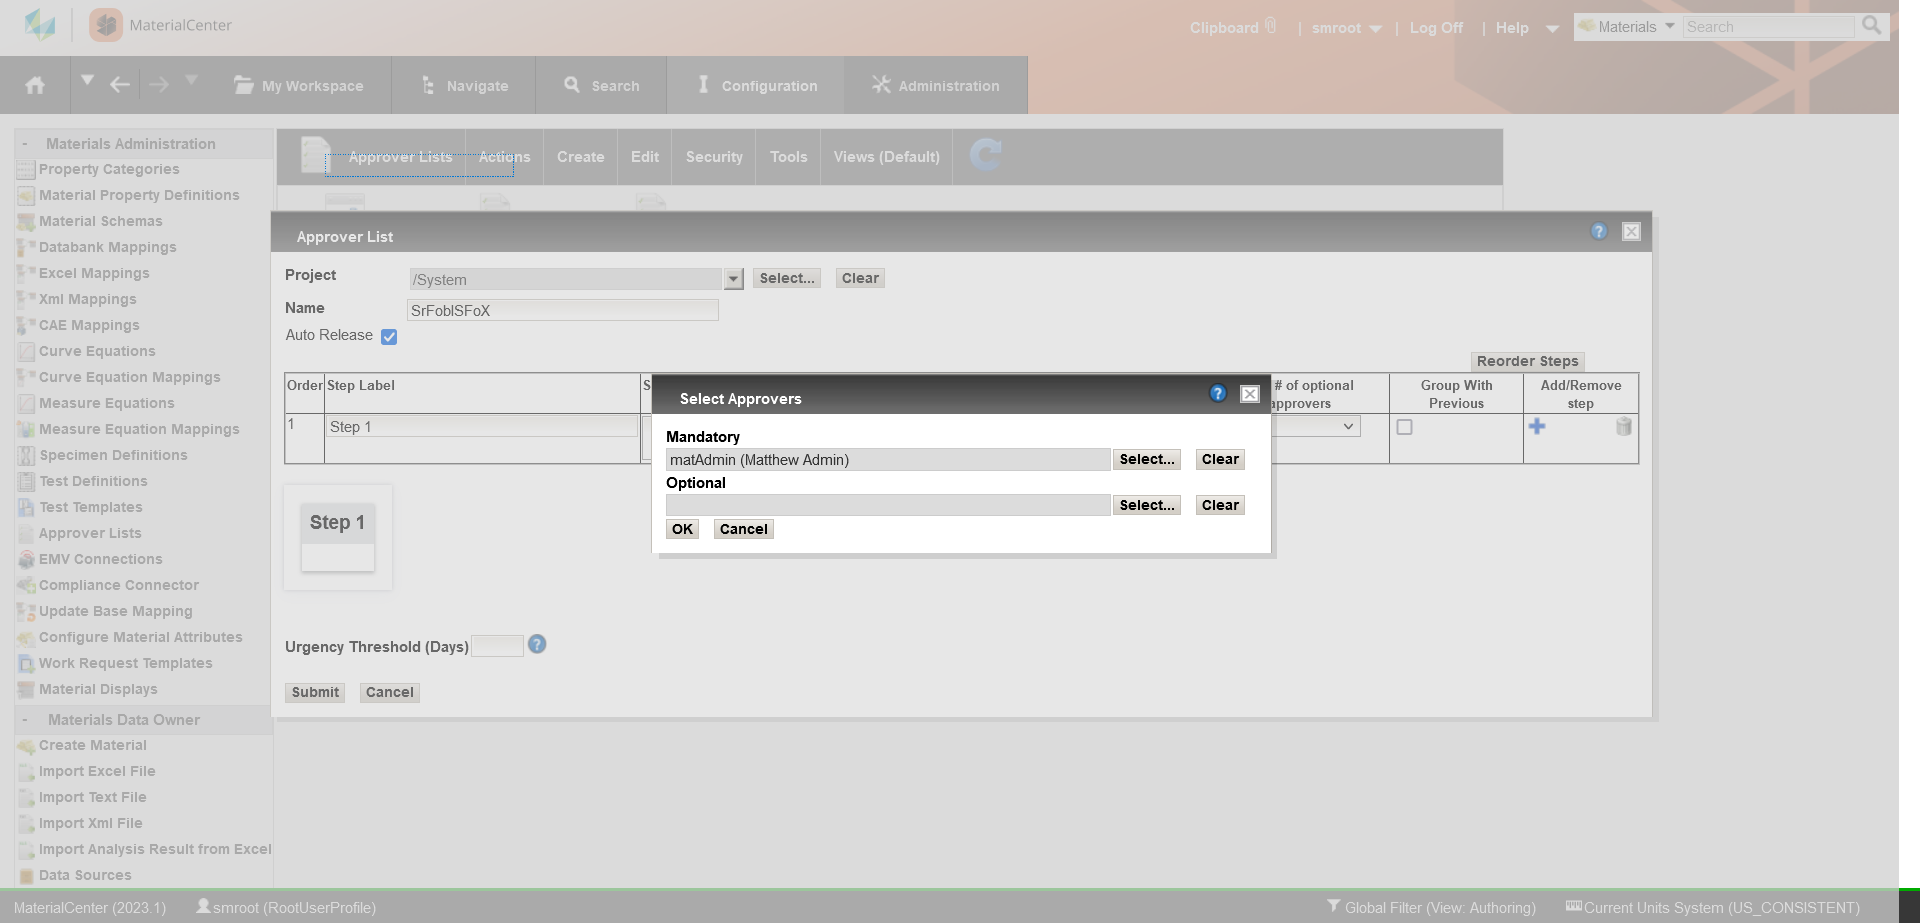 MaterialCenter
Clipboard | smroot | Log Off | Help Materials Search
My Workspace Navigate Search Configuration Administration
- Materials Administration
Property Categories
Material Property Definitions
Material Schemas
Databank Mappings
Excel Mappings
Xml Mappings
CAE Mappings
Curve Equations
Curve Equation Mappings
Measure Equations
Measure Equation Mappings
Specimen Definitions
Test Definitions
Test Templates
Approver Lists
EMV Connections
Compliance Connector
Update Base Mapping
Configure Material Attributes
Work Request Templates
Material Displays
- Materials Data Owner
Create Material
Import Excel File
Import Text File
Import Xml File
Import Analysis Result from Excel
Data Sources
Approver Lists Actions Create Edit Security Tools Views (Default)
Approver List ?
Project /System Select... Clear
Name SrFoblSFoX
Auto Release
Reorder Steps
Order Step Label S # of optional approvers Group With Previous Add/Remove step
1 Step 1
Step 1
Select Approvers ?
Mandatory
matAdmin (Matthew Admin) Select... Clear
Optional
Select... Clear
OK Cancel
Urgency Threshold (Days) ?
Submit Cancel
MaterialCenter (2023.1) smroot (RootUserProfile) Global Filter (View: Authoring) Current Units System (US_CONSISTENT)